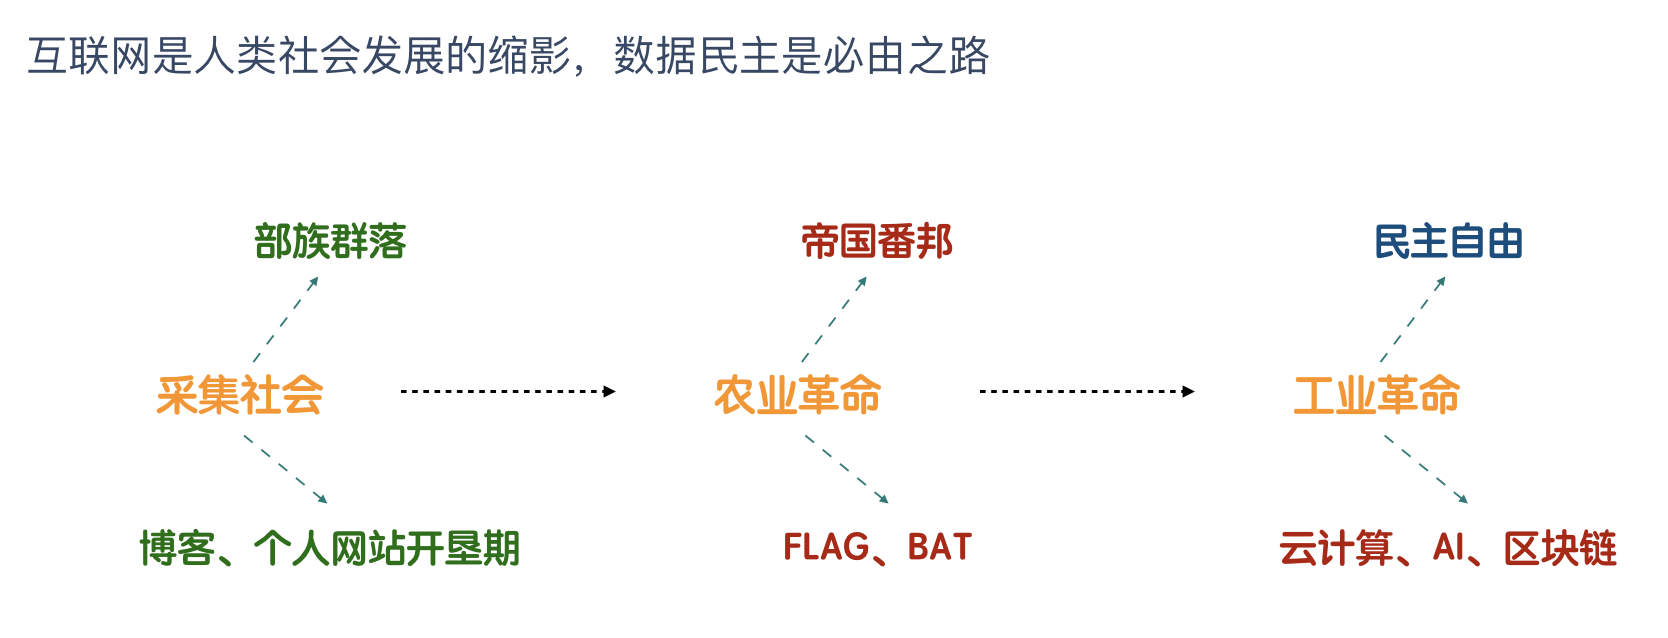 互联网是人类社会发展的缩影，数据民主是必由之路
部族群落
帝国番邦
民主自由
采集社会
农业革命
工业革命
博客、个人网站开垦期
FLAG、BAT
云计算、AI、区块链